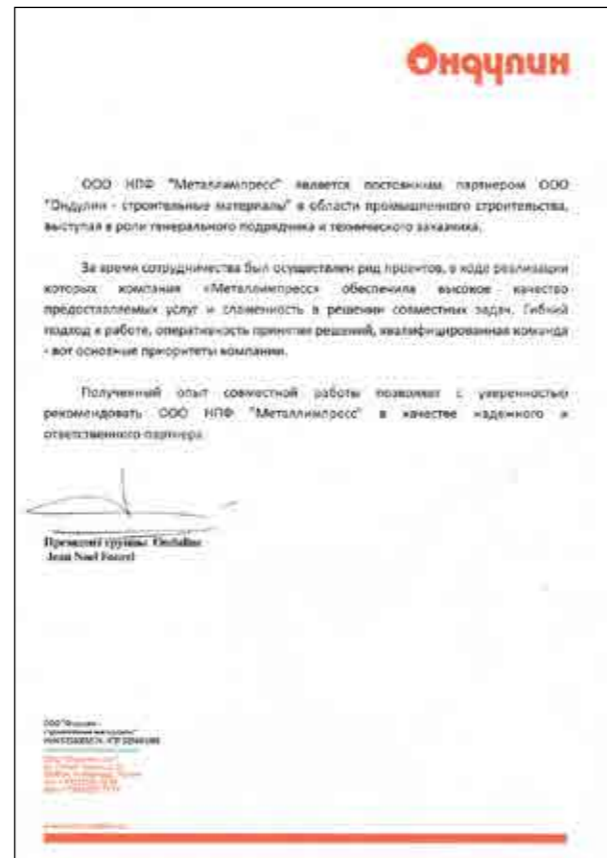 Ондулин
ООО НПФ "Металлимпресс" является постоянным партнером ООО
"Ондулин - строительные материалы" в области промышленного строительства,
выступая в роли генерального подрядчика и технического заказчика.
За время сотрудничества был осуществлен ряд проектов, в ходе реализации
которых компания «Металлимпресс» обеспечила высокое качество
предоставляемых услуг и слаженность в решении совместных задач. Гибкий
подход к работе, оперативность принятия решений, квалифицированная команда
- вот основные приоритеты компании.
Полученный опыт совместной работы позволяет с уверенностью
рекомендовать ООО НПФ "Металлимпресс" в качестве надежного и
ответственного партнера.
Президент группы Onduline
Jean Noel